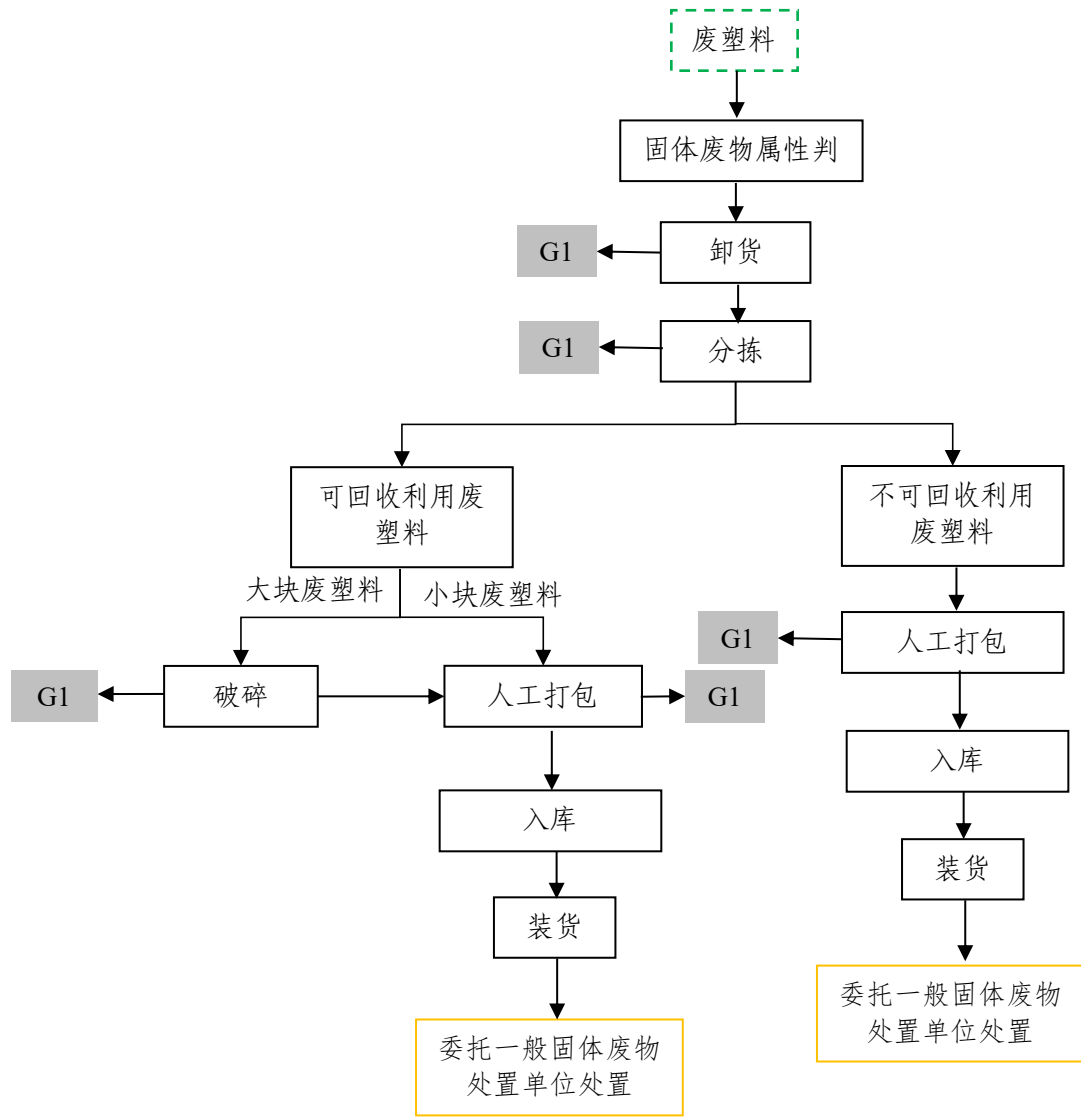 废塑料
固体废物属性判
G1
卸货
G1
分拣
可回收利用废
塑料
不可回收利用
废塑料
大块废塑料
小块废塑料
G1
人工打包
G1
破碎
人工打包
G1
入库
入库
装货
装货
委托一般固体废物
处置单位处置
委托一般固体废物
处置单位处置